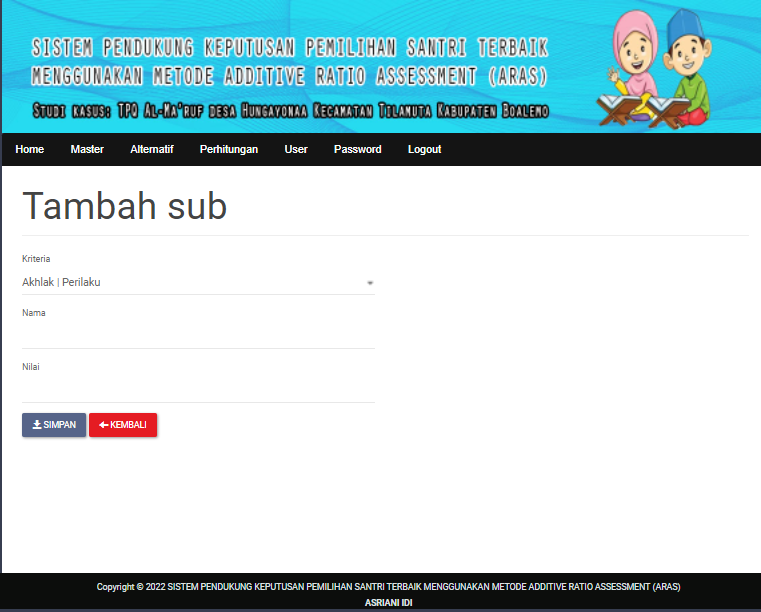 SISTEM PENDUKUNG KEPUTUSAN PEMILIHAN SANTRI TERBAIK
MENGGUNAKAN METODE ADDITIVE RATIO ASSESSMENT (ARAS)
STUDI KASUS: TPQ AL-MA'RUF DESA HUNGAYONAA KECAMATAN TILAMUTA KABUPATEN BOALEMO
Home Master Alternatif Perhitungan User Password Logout
Tambah sub
Kriteria
Akhlak | Perilaku
Nama
Nilai
SIMPAN KEMBALI
Copyright © 2022 SISTEM PENDUKUNG KEPUTUSAN PEMILIHAN SANTRI TERBAIK MENGGUNAKAN METODE ADDITIVE RATIO ASSESSMENT (ARAS)
ASRIANI IDI